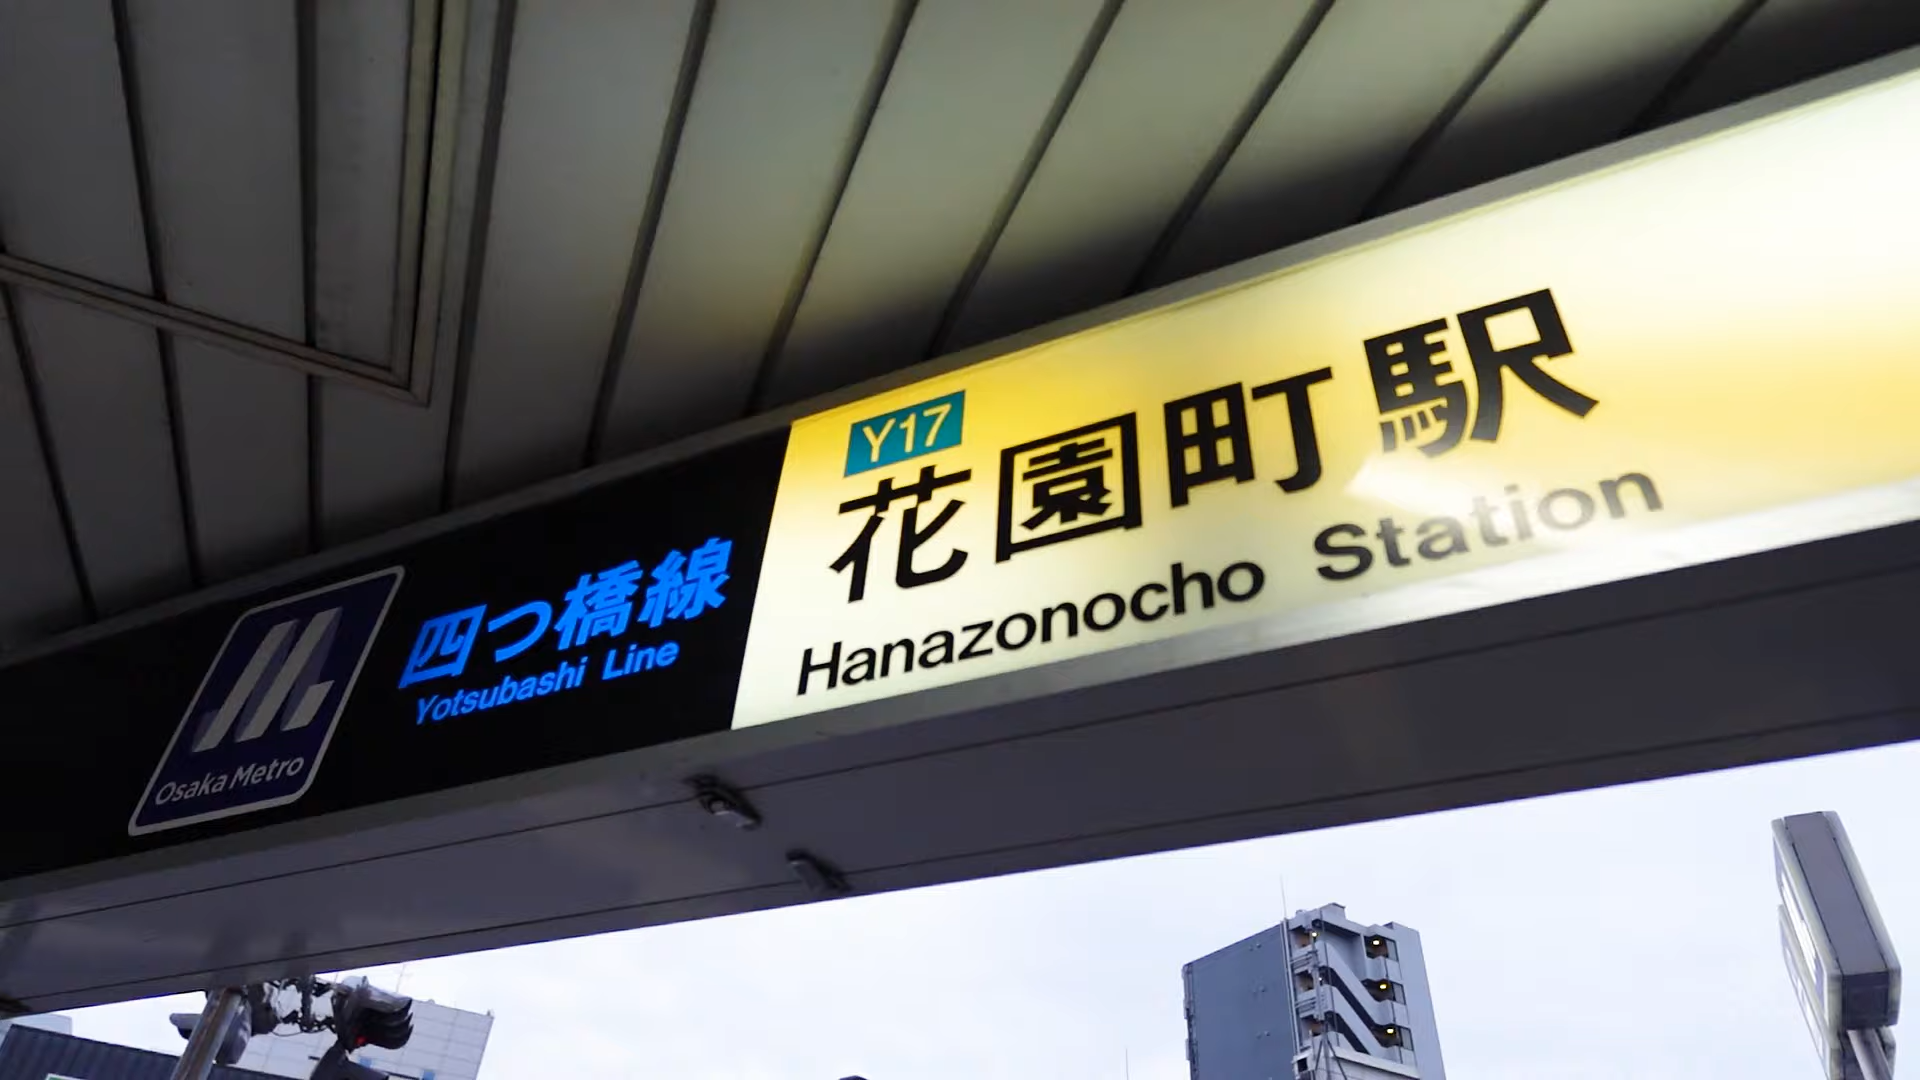 Osaka Metro
四つ橋線
Yotsubashi Line
Y17
花園町駅
Hanazonocho Station